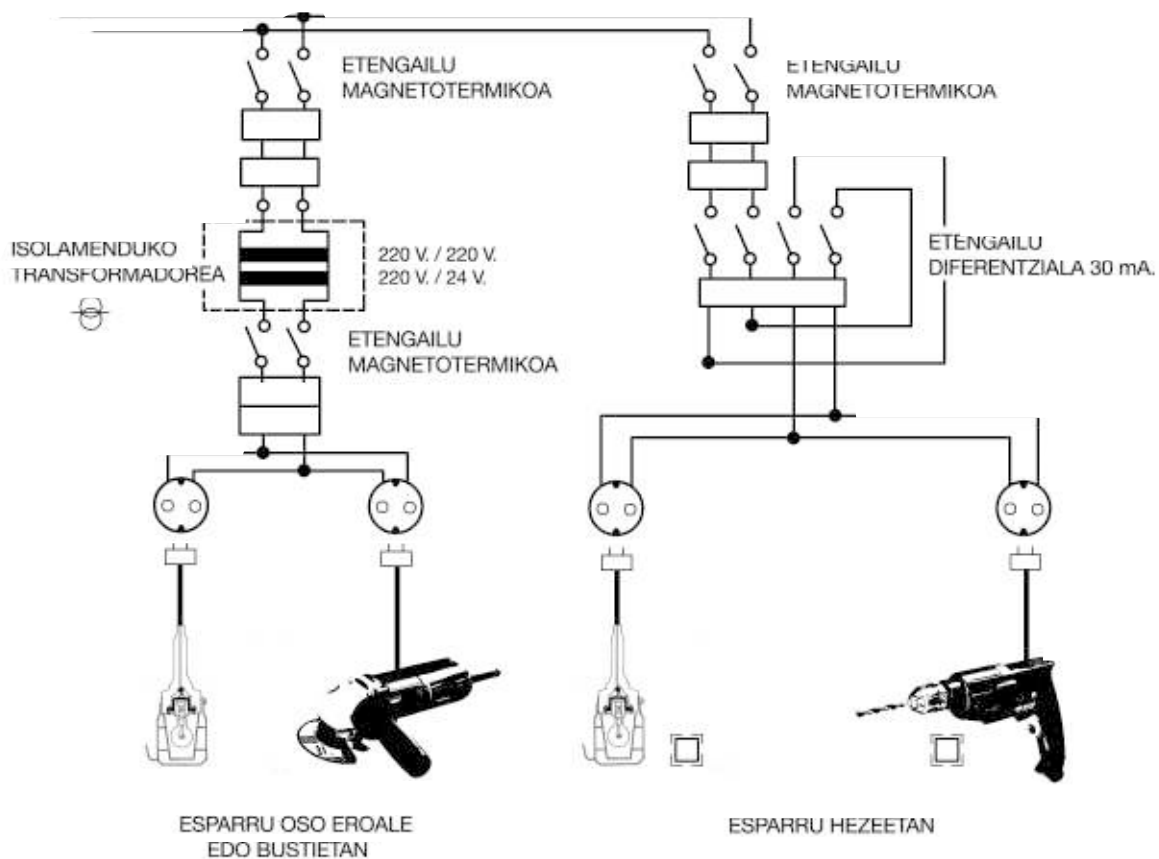 ETENGAILU
MAGNETOTERMIKOA
ETENGAILU
MAGNETOTERMIKOA
ISOLAMENDUKO
TRANSFORMADOREA
220 V. / 220 V.
220 V. / 24 V.
ETENGAILU
DIFERENTZIALA 30 mA.
ETENGAILU
MAGNETOTERMIKOA
ESPARRU OSO EROALE
EDO BUSTIETAN
ESPARRU HEZEETAN